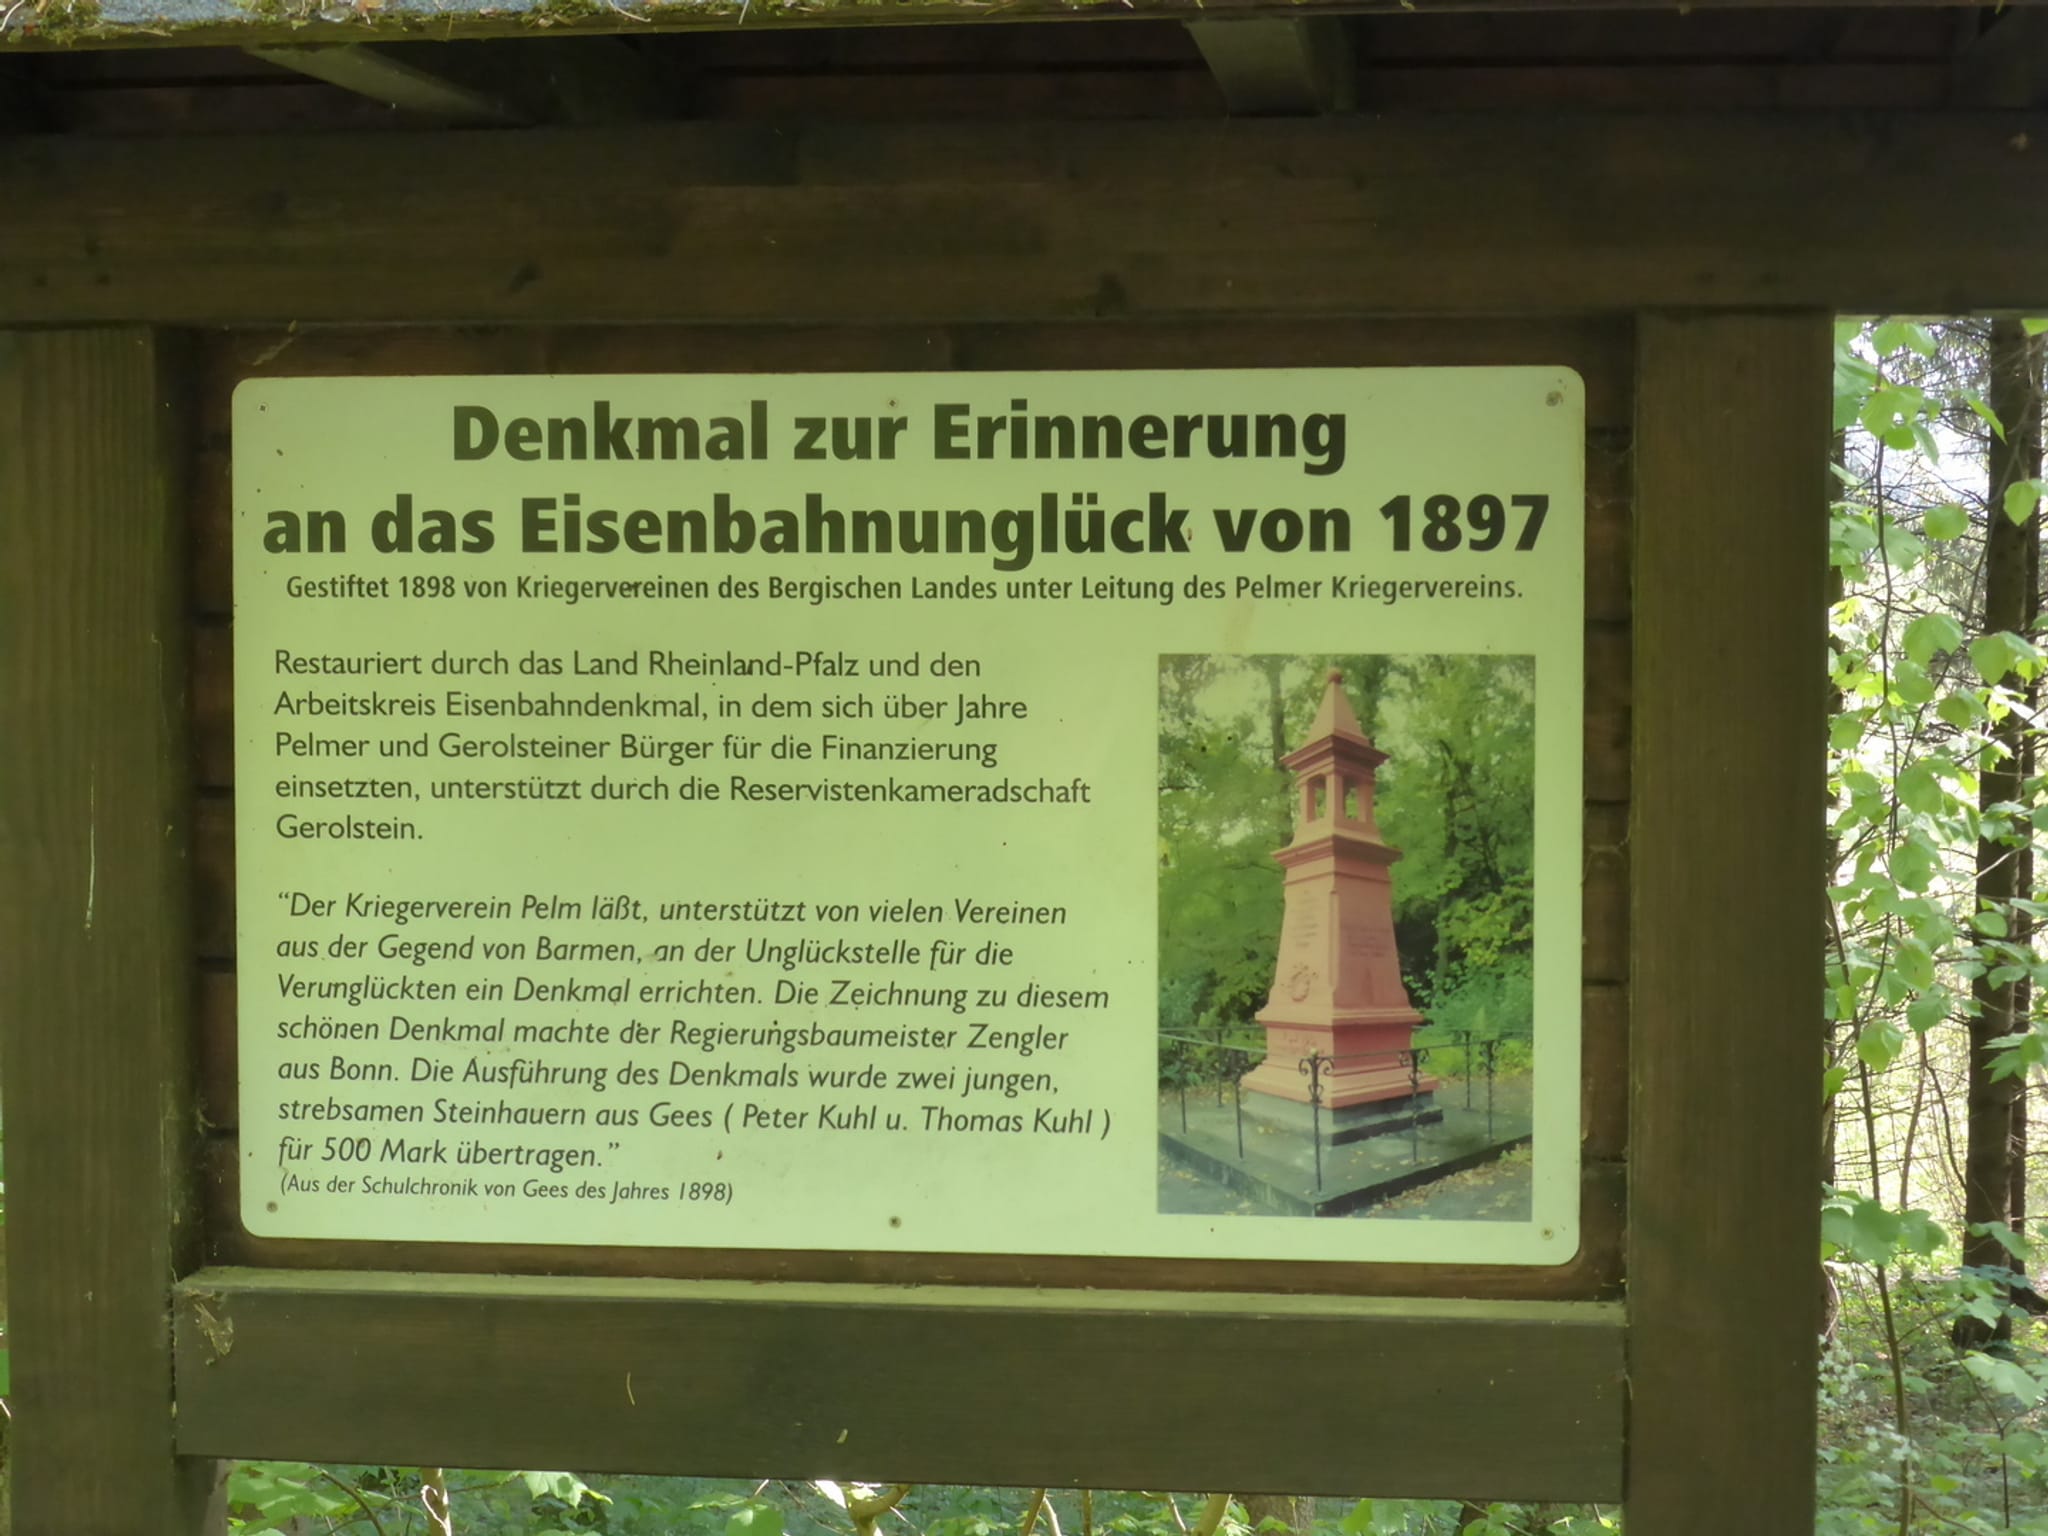 Denkmal zur Erinnerung
an das Eisenbahnunglück von 1897
Gestiftet 1898 von Kriegervereinen des Bergischen Landes unter Leitung des Pelmer Kriegervereins.
Restauriert durch das Land Rheinland-Pfalz und den
Arbeitskreis Eisenbahndenkmal, in dem sich über Jahre
Pelmer und Gerolsteiner Bürger für die Finanzierung
einsetzten, unterstützt durch die Reservistenkameradschaft
Gerolstein.
“Der Kriegerverein Pelm läßt, unterstützt von vielen Vereinen
aus der Gegend von Barmen, an der Unglückstelle für die
Verunglückten ein Denkmal errichten. Die Zeichnung zu diesem
schönen Denkmal machte der Regierungsbaumeister Zengler
aus Bonn. Die Ausführung des Denkmals wurde zwei jungen,
strebsamen Steinhauern aus Gees ( Peter Kuhl u. Thomas Kuhl )
für 500 Mark übertragen.”
(Aus der Schulchronik von Gees des Jahres 1898)